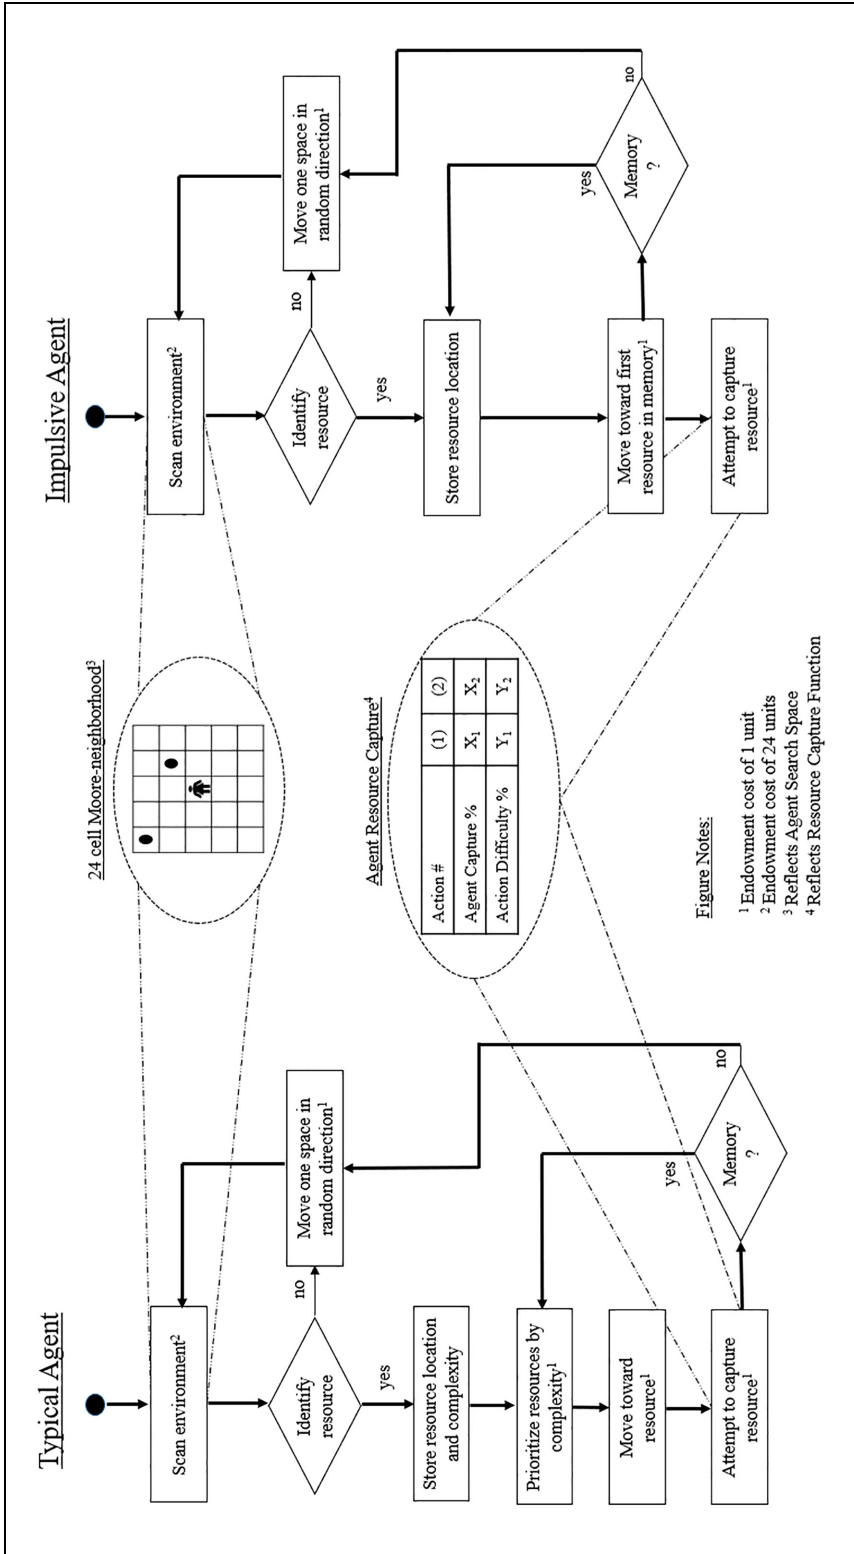 Typical Agent
Scan environment2
Identify
resource
no
Move one space in
random direction1
yes
Store resource location
and complexity
Prioritize resources by
complexity1
Move toward
resource1
Attempt to capture
resource1
Memory
?
yes
no
24 cell Moore-neighborhood3
Agent Resource Capture4
Action # (1) (2)
Agent Capture % X1 X2
Action Difficulty % Y1 Y2
Figure Notes:
1 Endowment cost of 1 unit
2 Endowment cost of 24 units
3 Reflects Agent Search Space
4 Reflects Resource Capture Function
Impulsive Agent
Scan environment2
Identify
resource
no
Move one space in
random direction1
yes
Store resource location
Move toward first
resource in memory1
Attempt to capture
resource1
Memory
?
yes
no